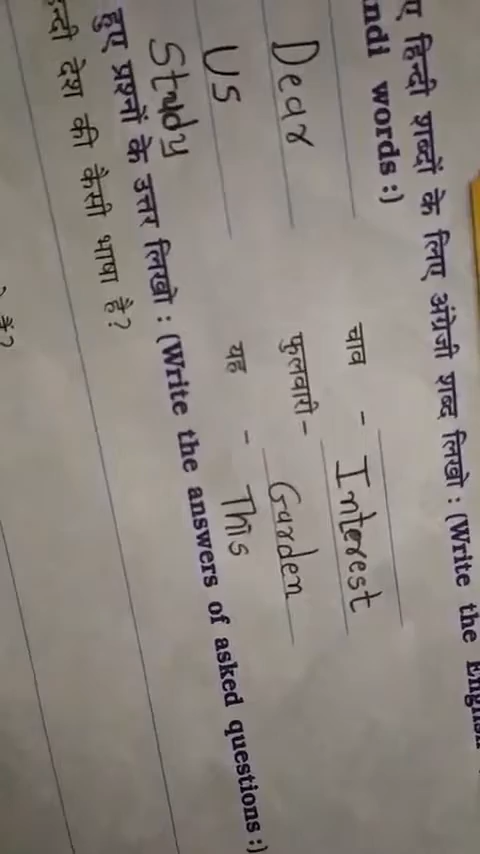 ए हिन्दी शब्दों के लिए अंग्रेजी शब्द लिखो : (Write the English
ndi words :)
चाव - Interest
Dear फुलवारी - Garden
US यह - This
Study
हुए प्रश्नों के उत्तर लिखो : (Write the answers of asked questions :)
हिन्दी देश की कैसी भाषा है ?
हैं ?